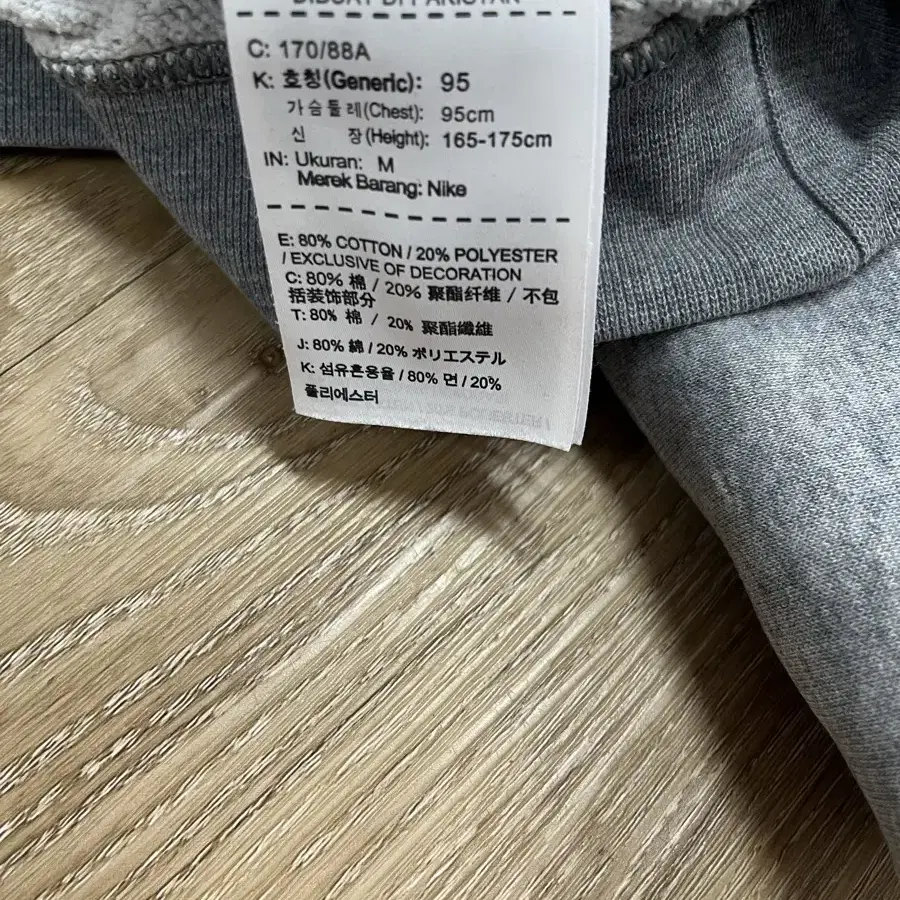 DIBUAT DI PAKISTAN
C: 170/88A
K: 호칭(Generic): 95
가슴둘레(Chest): 95cm
신 장(Height): 165-175cm
IN: Ukuran: M
Merek Barang: Nike
E: 80% COTTON / 20% POLYESTER
/ EXCLUSIVE OF DECORATION
C: 80% 棉 / 20% 聚酯纤维 / 不包
括装饰部分
T: 80% 棉 / 20% 聚酯纖維
J: 80% 綿 / 20% ポリエステル
K: 섬유혼용율 / 80% 면 / 20%
폴리에스터